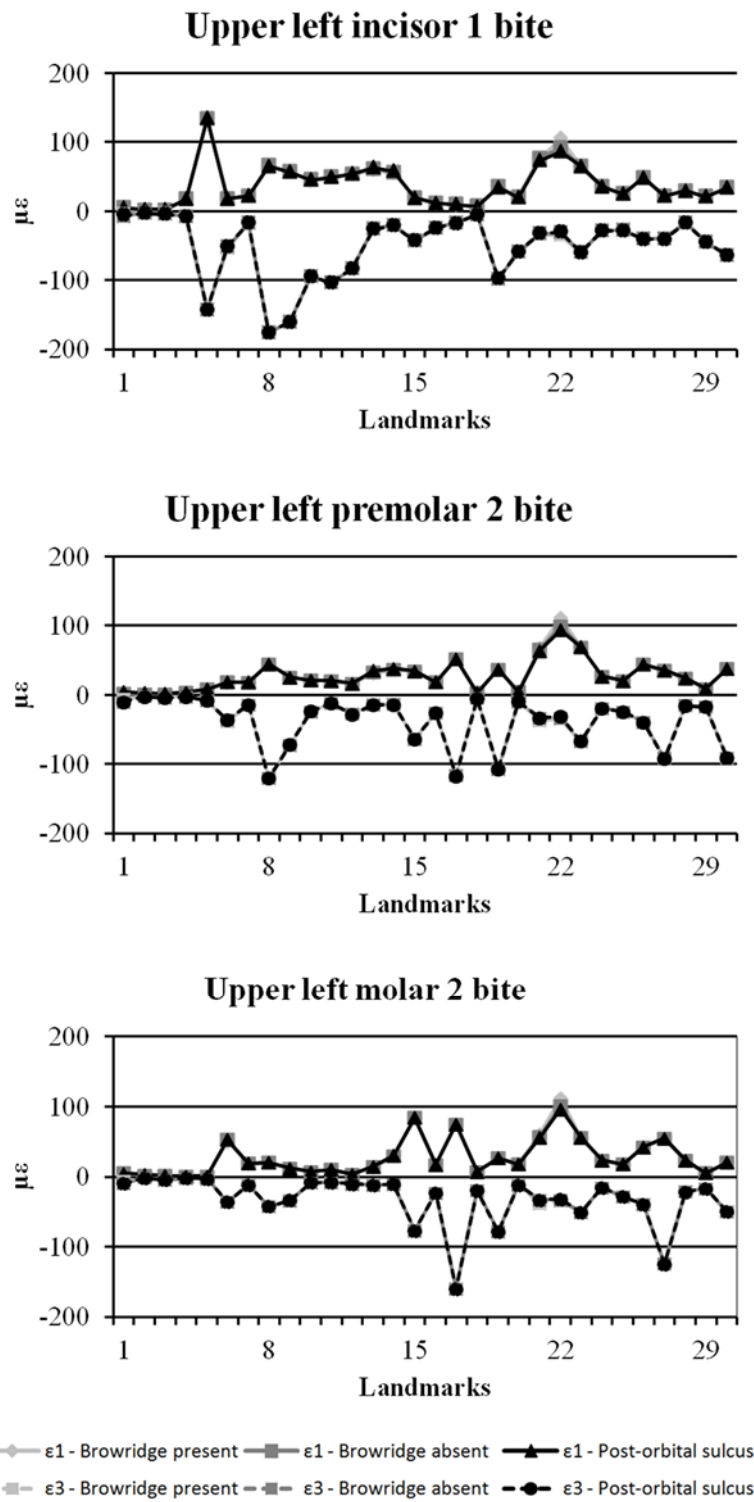 Upper left incisor 1 bite
200
100
0
-100
-200
με
1 8 15 22 29
Landmarks
Upper left premolar 2 bite
200
100
0
-100
-200
με
1 8 15 22 29
Landmarks
Upper left molar 2 bite
200
100
0
-100
-200
με
1 8 15 22 29
Landmarks
ε1 - Browridge present ε1 - Browridge absent ε1 - Post-orbital sulcus
ε3 - Browridge present ε3 - Browridge absent ε3 - Post-orbital sulcus